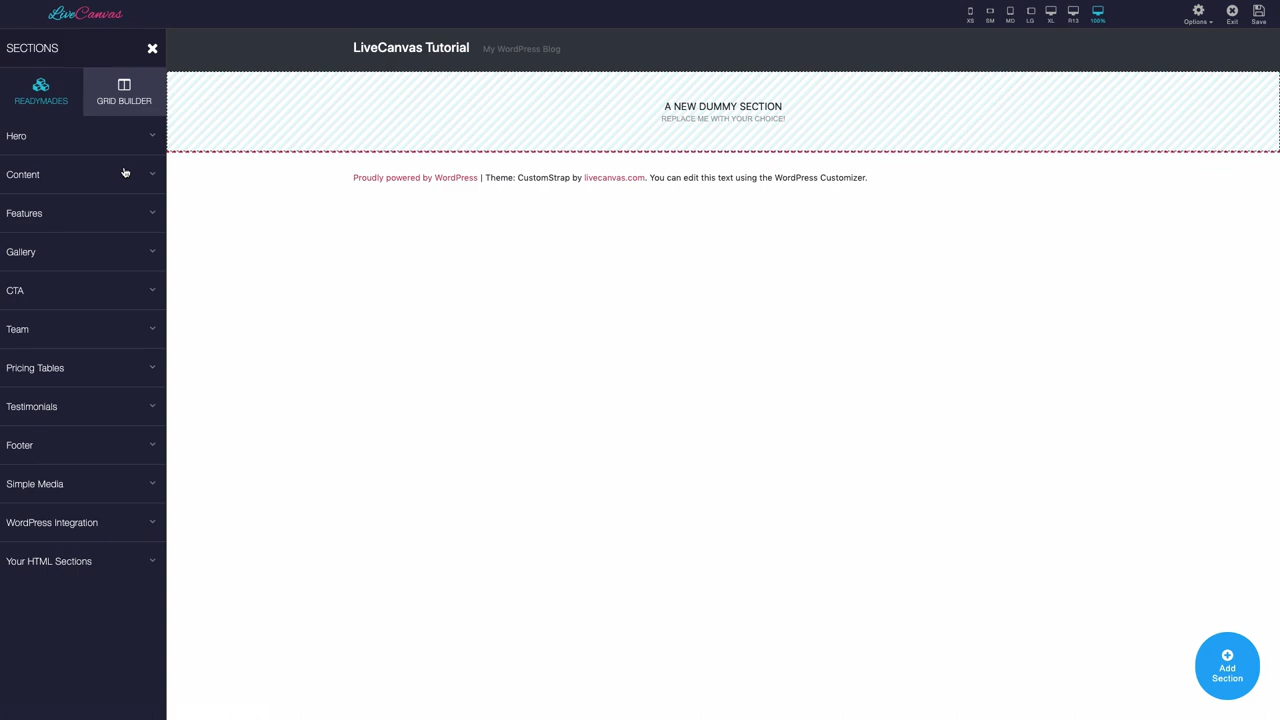 LiveCanvas
XS
SM
MD
LG
XL
R13
100%
Options
Exit
Save
SECTIONS
READYMADES
GRID BUILDER
Hero
Content
Features
Gallery
CTA
Team
Pricing Tables
Testimonials
Footer
Simple Media
WordPress Integration
Your HTML Sections
LiveCanvas Tutorial My WordPress Blog
A NEW DUMMY SECTION
REPLACE ME WITH YOUR CHOICE!
Proudly powered by WordPress | Theme: CustomStrap by livecanvas.com. You can edit this text using the WordPress Customizer.
Add
Section